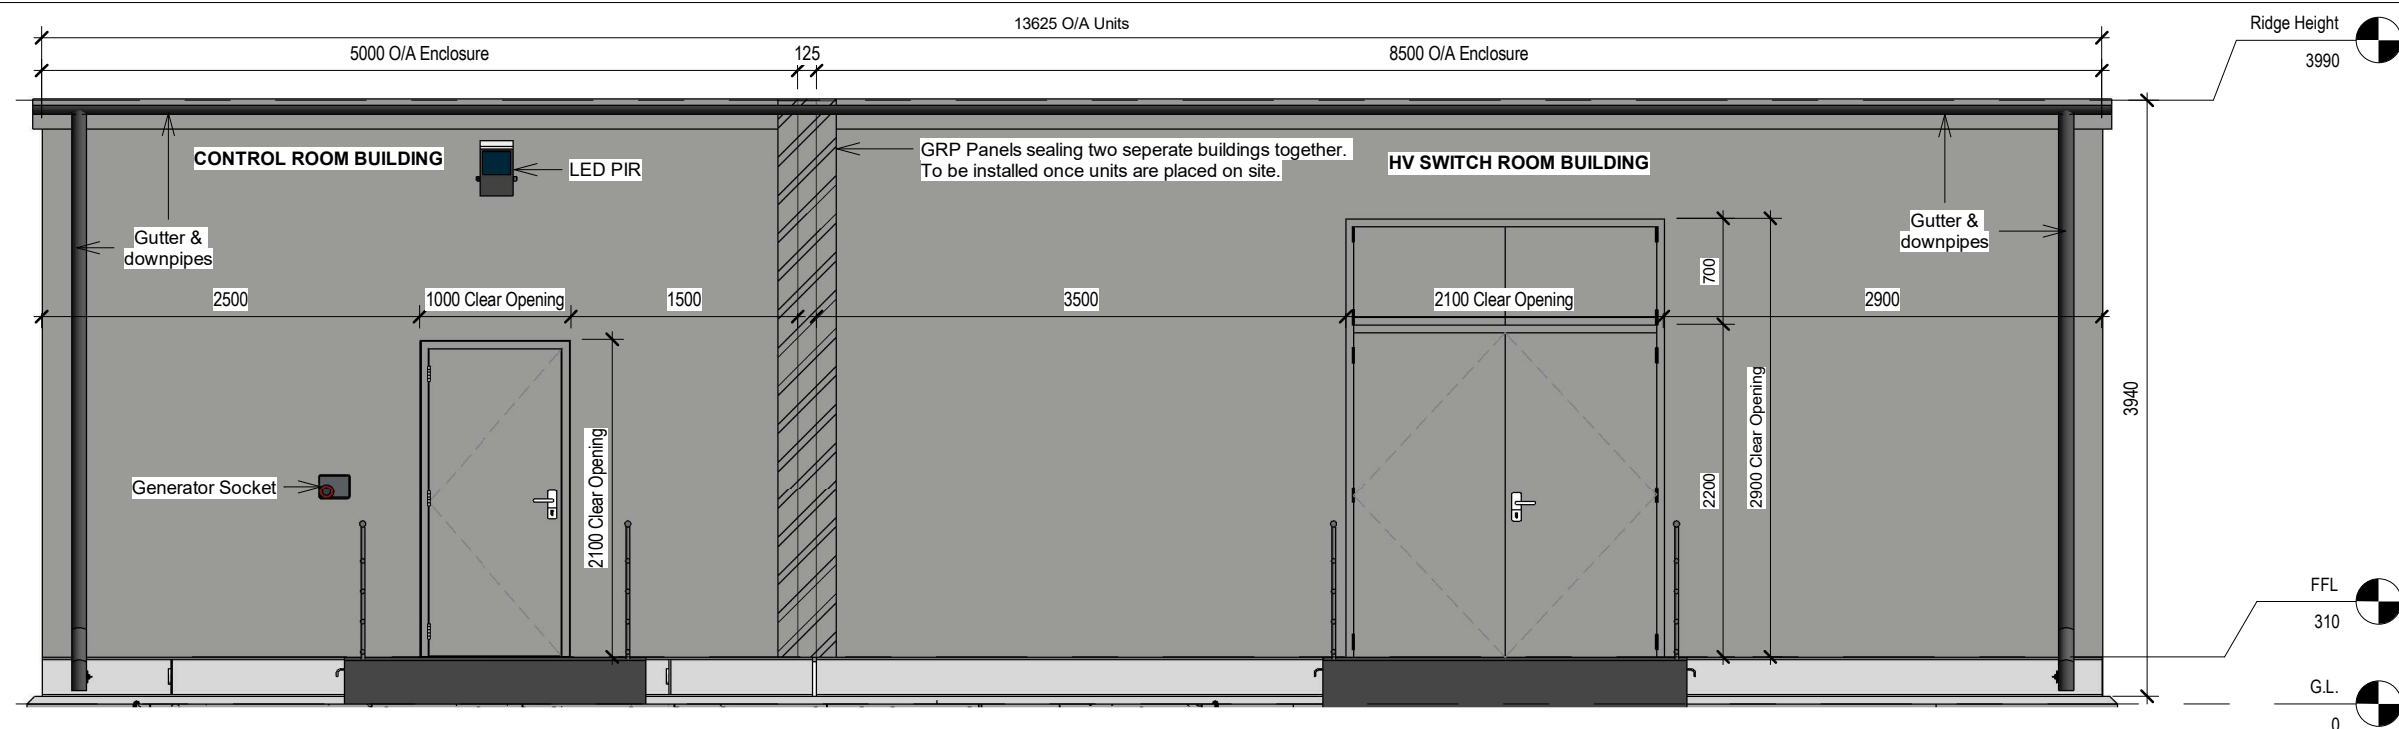 13625 O/A Units
Ridge Height
3990
5000 O/A Enclosure
125
8500 O/A Enclosure
CONTROL ROOM BUILDING
LED PIR
GRP Panels sealing two seperate buildings together.
To be installed once units are placed on site.
HV SWITCH ROOM BUILDING
Gutter &
downpipes
Gutter &
downpipes
2500
1000 Clear Opening
1500
3500
2100 Clear Opening
700
2900
2100 Clear Opening
2200
2900 Clear Opening
3940
Generator Socket
FFL
310
G.L.
0